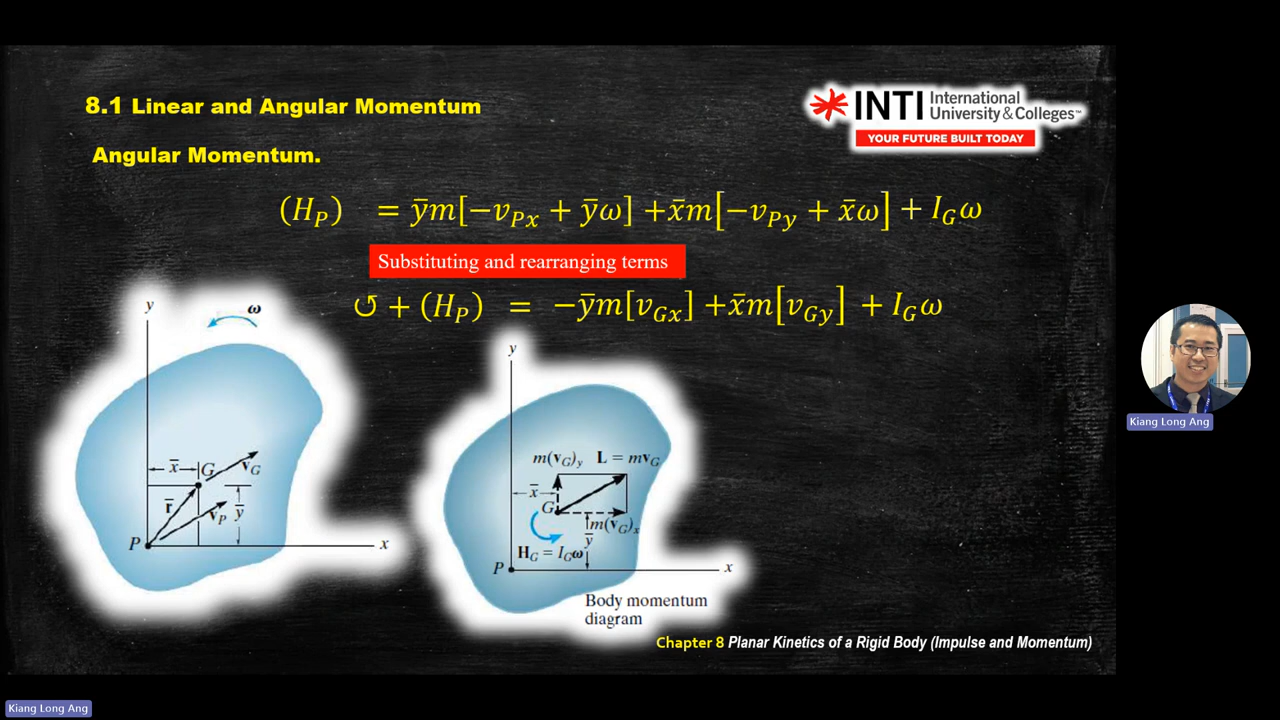 8.1 Linear and Angular Momentum
INTI International University & Colleges™
YOUR FUTURE BUILT TODAY
Angular Momentum.
(H_P) = ȳm[−v_Px + ȳω] +x̄m[−v_Py + x̄ω] + I_Gω
Substituting and rearranging terms
↺ + (H_P) = −ȳm[v_Gx] +x̄m[v_Gy] + I_Gω
y
ω
x̄
G
v_G
r̄
v_P
ȳ
P
x
y
m(v_G)_y L = mv_G
x̄
G
m(v_G)_x
ȳ
H_G = I_Gω
P
x
Body momentum
diagram
Chapter 8 Planar Kinetics of a Rigid Body (Impulse and Momentum)
Kiang Long Ang
Kiang Long Ang